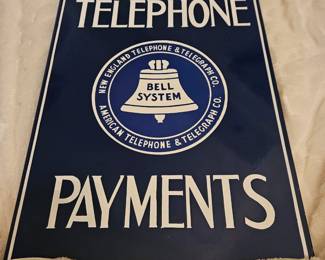 TELEPHONE
NEW ENGLAND TELEPHONE & TELEGRAPH CO.
BELL
SYSTEM
AMERICAN TELEPHONE & TELEGRAPH CO.
PAYMENTS